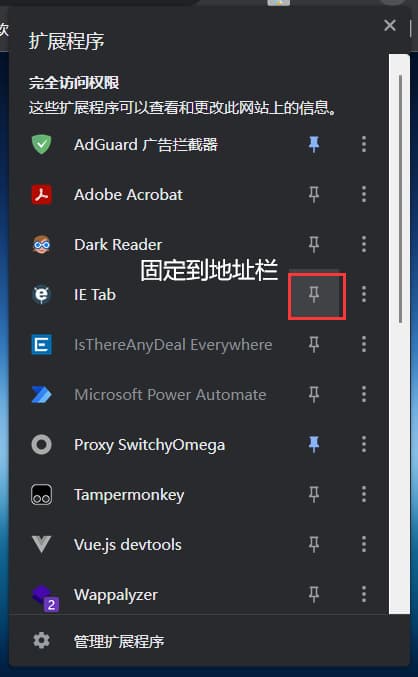 扩展程序
完全访问权限
这些扩展程序可以查看和更改此网站上的信息。
AdGuard 广告拦截器
Adobe Acrobat
Dark Reader
固定到地址栏
IE Tab
IsThereAnyDeal Everywhere
Microsoft Power Automate
Proxy SwitchyOmega
Tampermonkey
Vue.js devtools
Wappalyzer
2
管理扩展程序